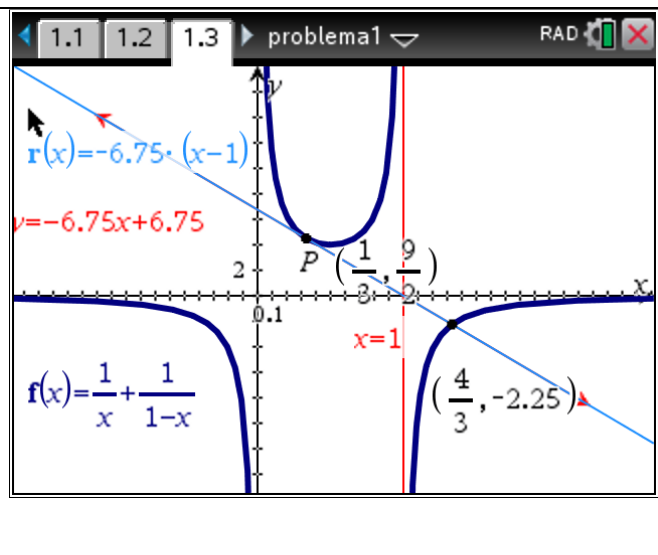 1.1 1.2 1.3 problema1 RAD
y
r(x)=-6.75·(x-1)
y=-6.75x+6.75
P (1/3, 9/2)
2
x
0.1
x=1
f(x)=1/x+1/(1-x)
(4/3,-2.25)